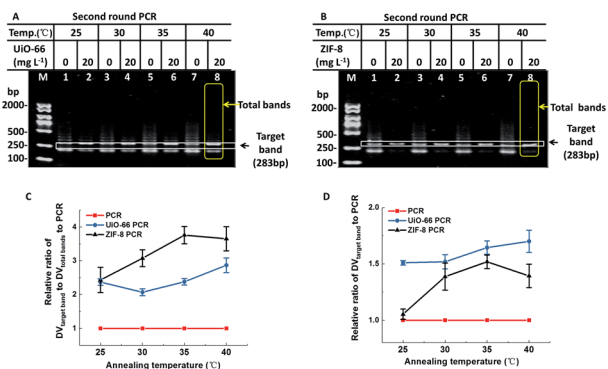 A
Second round PCR
Temp.(℃) 25 30 35 40
UiO-66
(mg L⁻¹) 0 20 0 20 0 20 0 20
M 1 2 3 4 5 6 7 8
bp
2000-
500-
250-
100-
Total bands
Target
band
(283bp)
B
Second round PCR
Temp.(℃) 25 30 35 40
ZIF-8
(mg L⁻¹) 0 20 0 20 0 20 0 20
M 1 2 3 4 5 6 7 8
bp
2000-
500-
250-
100-
Total bands
Target
band
(283bp)
C
PCR
UiO-66 PCR
ZIF-8 PCR
Relative ratio of
DVtarget band to DVtotal bands to PCR
4
3
2
1
25 30 35 40
Annealing temperature (℃)
D
PCR
UiO-66 PCR
ZIF-8 PCR
Relative ratio of DVtarget band to PCR
2.0
1.5
1.0
25 30 35 40
Annealing temperature (℃)